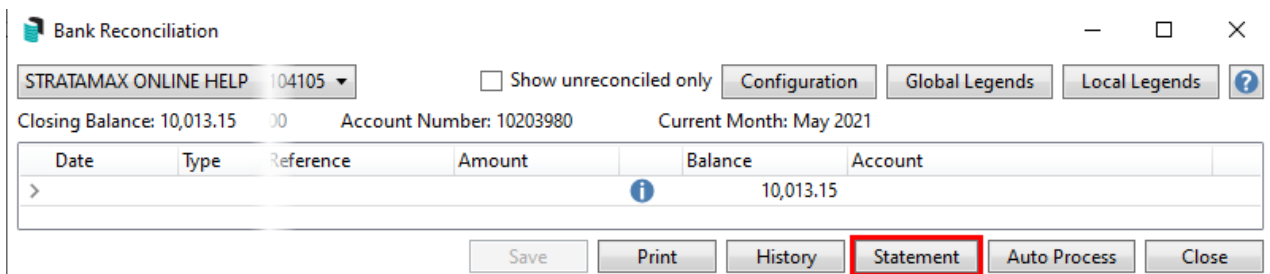 Bank Reconciliation
STRATAMAX ONLINE HELP 104105 Show unreconciled only Configuration Global Legends Local Legends ?
Closing Balance: 10,013.15 00 Account Number: 10203980 Current Month: May 2021
Date Type Reference Amount Balance Account
> i 10,013.15
Save Print History Statement Auto Process Close